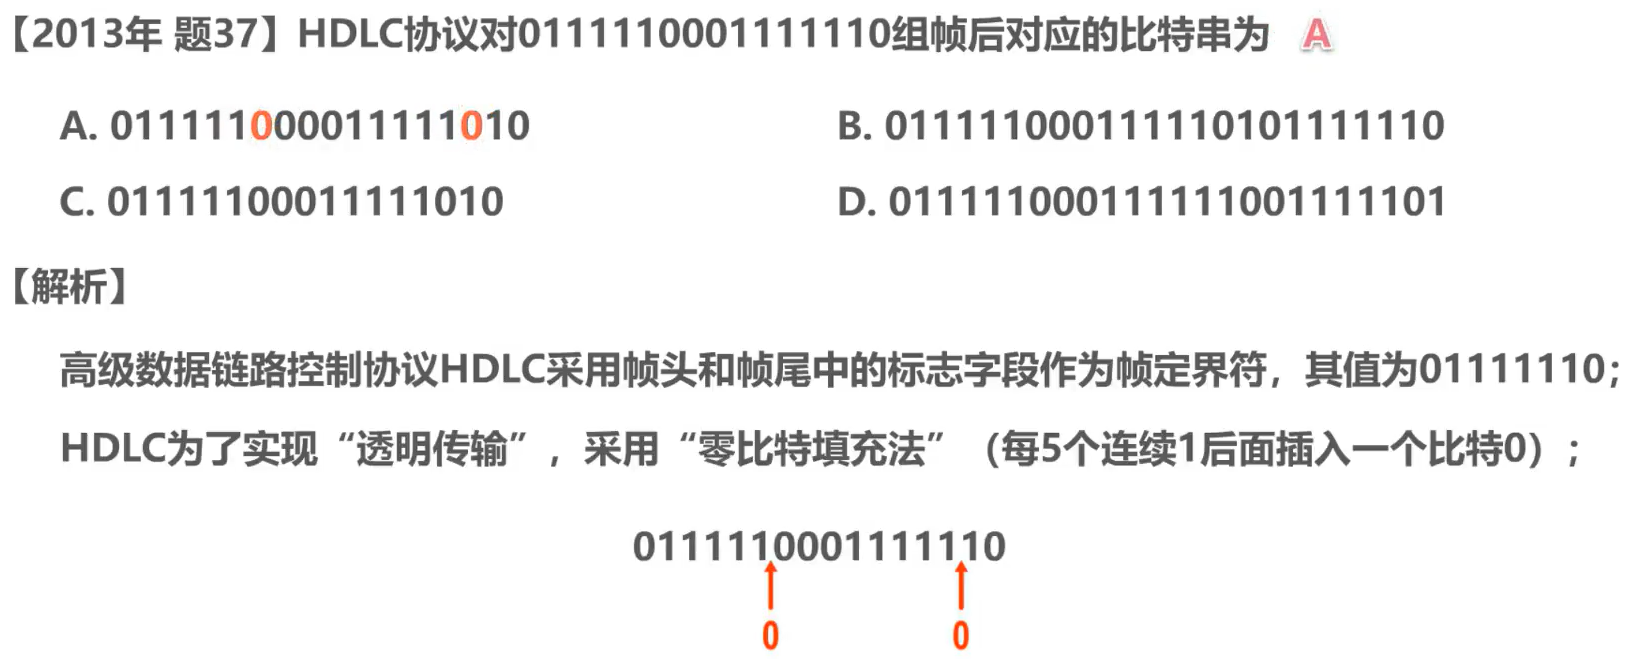 【2013年 题37】HDLC协议对0111110001111110组帧后对应的比特串为 A
A. 011111000011111010
B. 011111000111110101111110
C. 01111100011111010
D. 011111000111111001111101
【解析】
高级数据链路控制协议HDLC采用帧头和帧尾中的标志字段作为帧定界符，其值为01111110；
HDLC为了实现“透明传输”，采用“零比特填充法”（每5个连续1后面插入一个比特0）；
0111110001111110
0 0